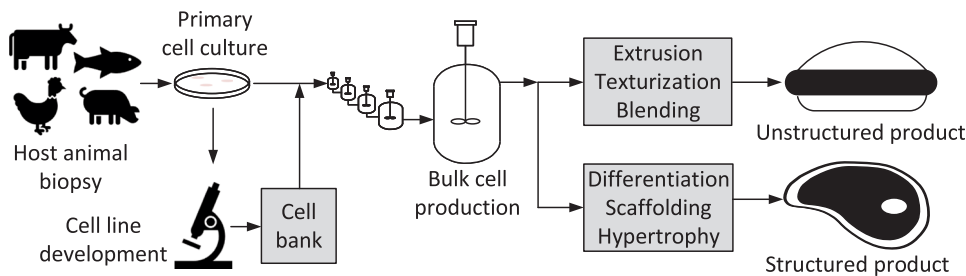 Primary
cell culture
Host animal
biopsy
Cell line
development
Cell
bank
Bulk cell
production
Extrusion
Texturization
Blending
Unstructured product
Differentiation
Scaffolding
Hypertrophy
Structured product